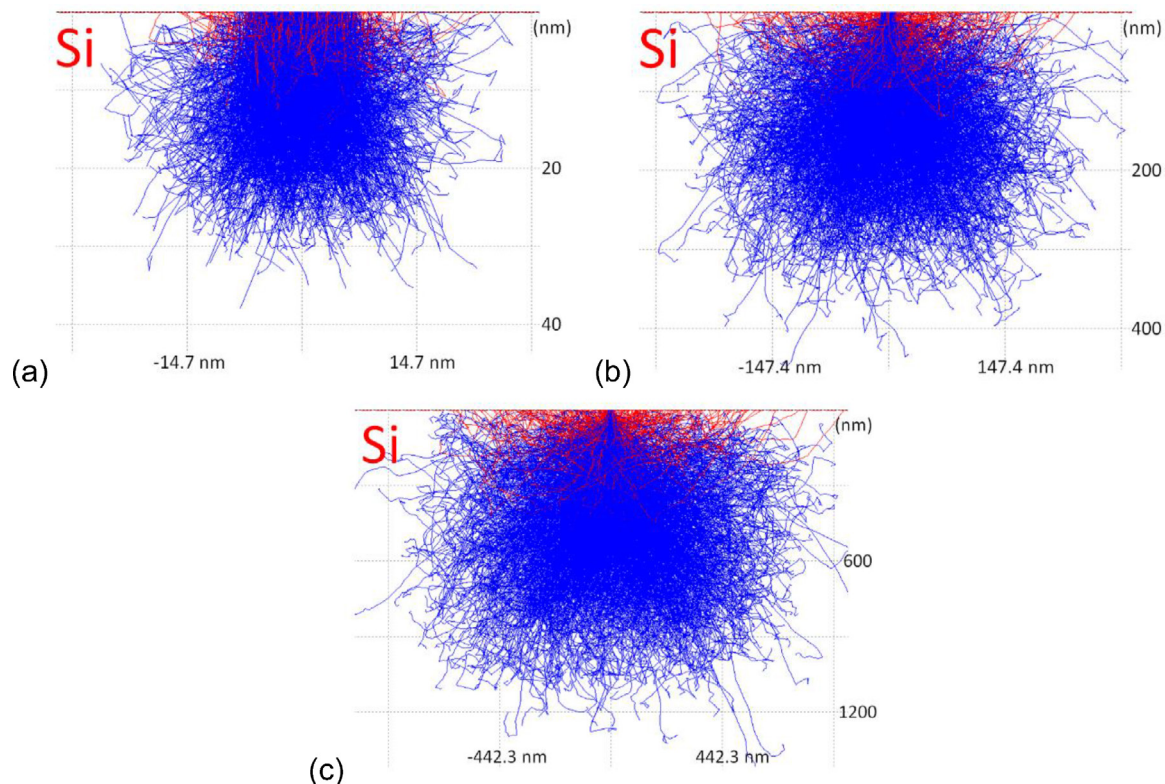 Si
(nm)
20
40
-14.7 nm
14.7 nm
(a)
Si
(nm)
200
400
-147.4 nm
147.4 nm
(b)
Si
(nm)
600
1200
-442.3 nm
442.3 nm
(c)